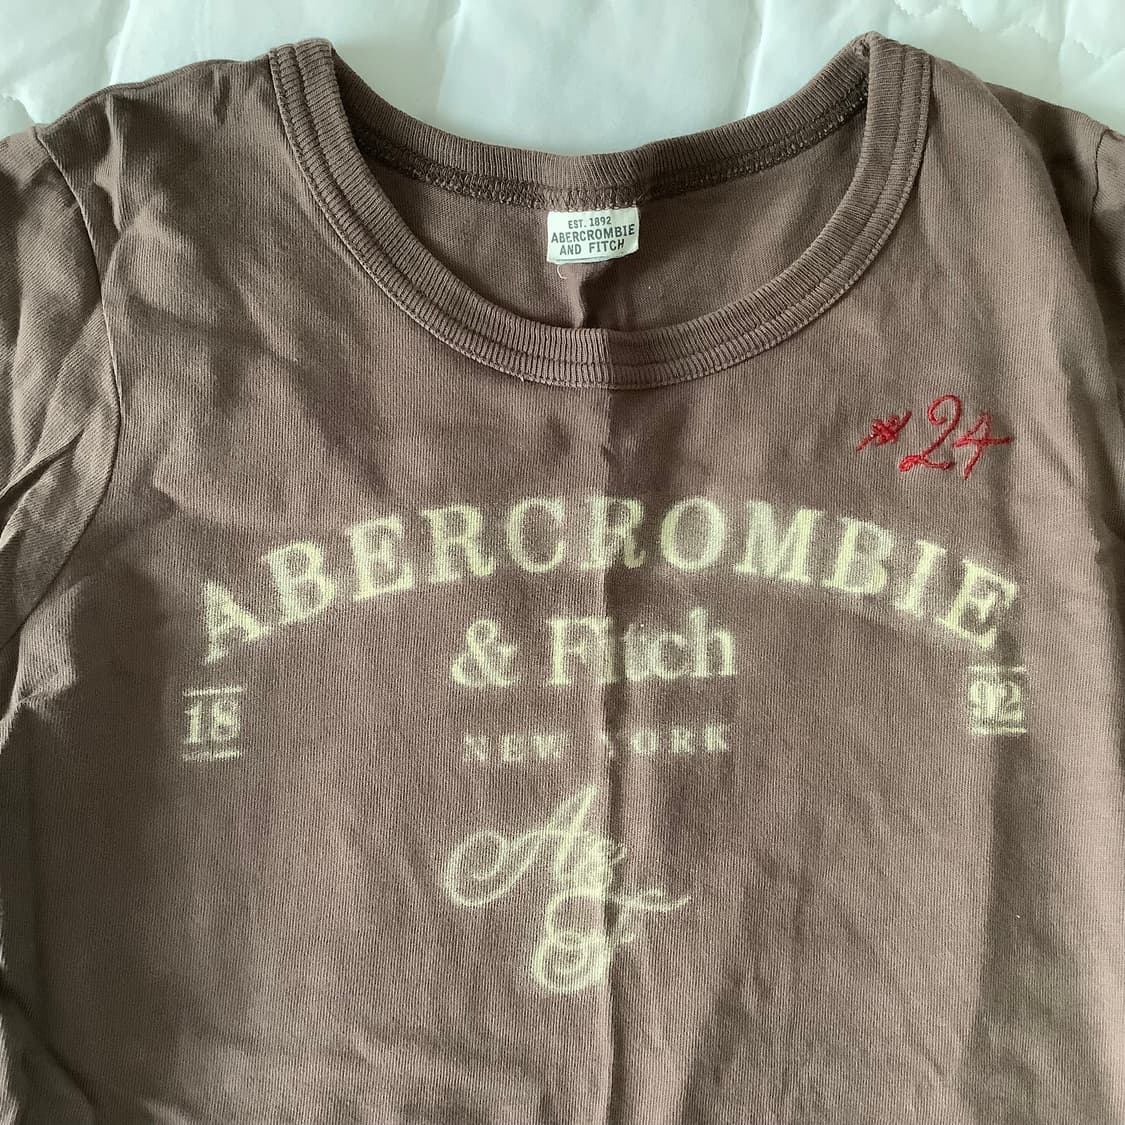 EST. 1892
ABERCROMBIE
AND FITCH
#24
ABERCROMBIE
& Fitch
18 92
NEW YORK
A&
F